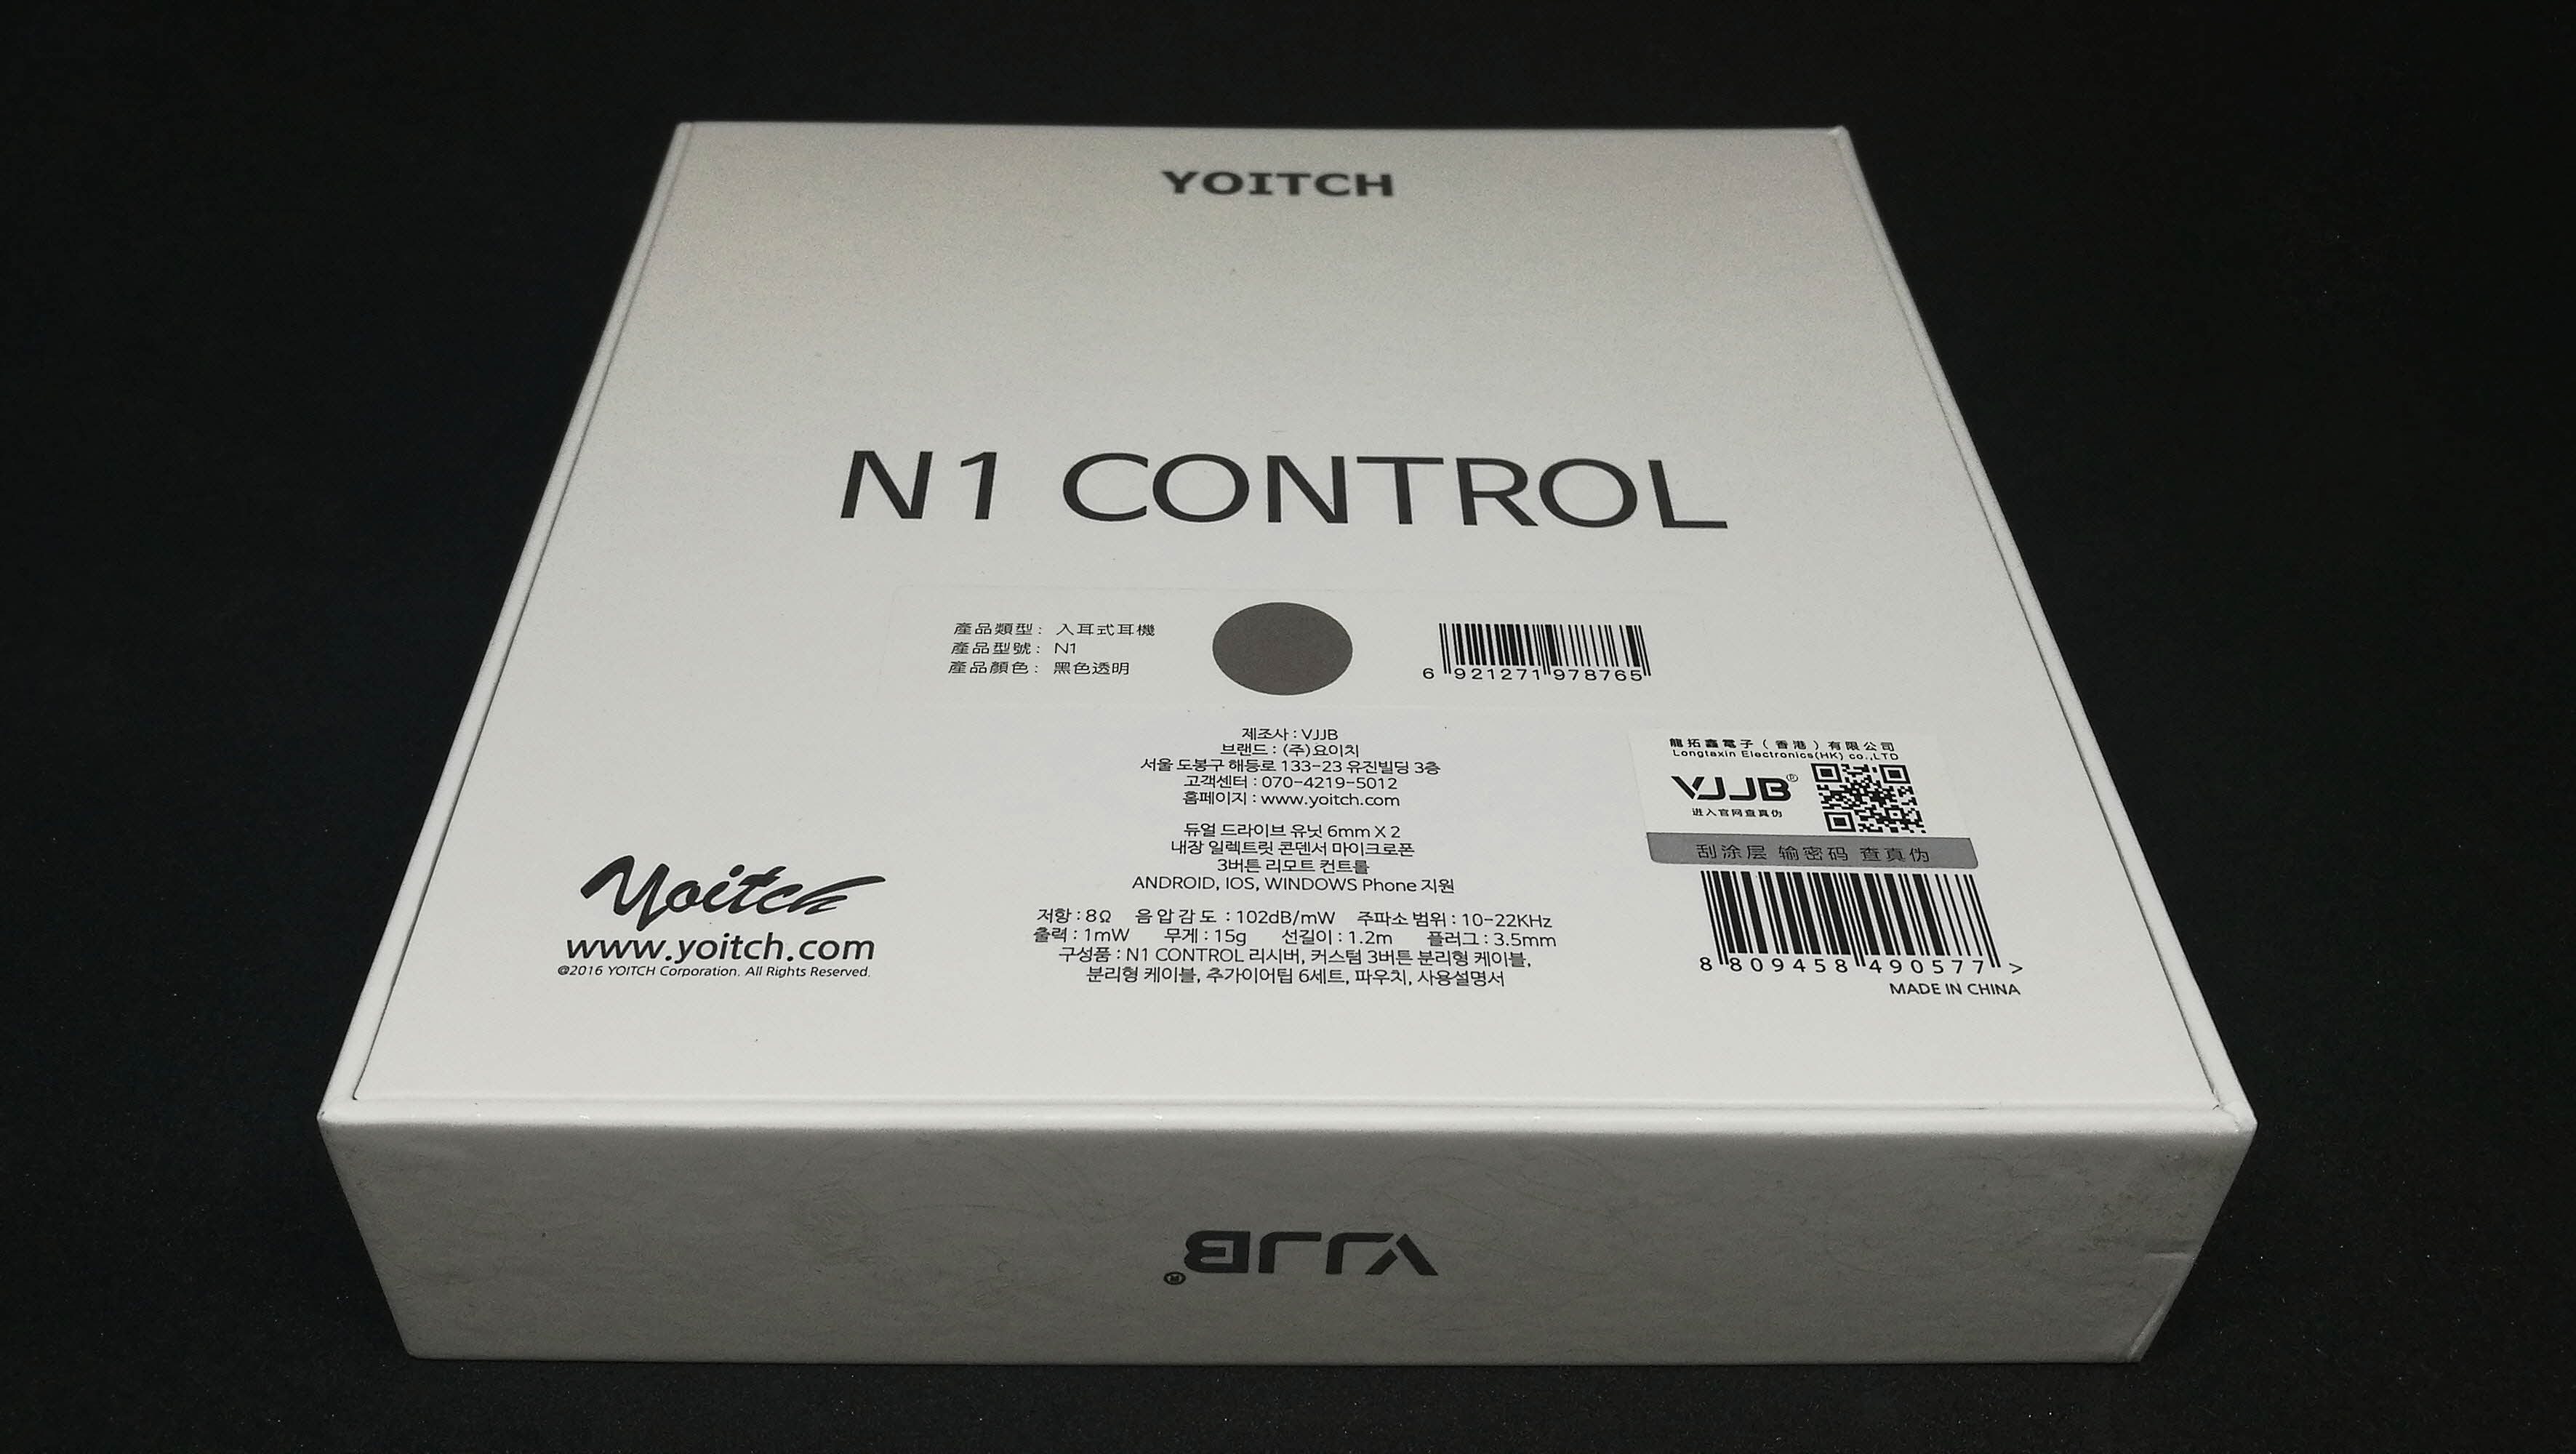 YOITCH
N1 CONTROL
產品類型： 入耳式耳機
產品型號： N1
產品顏色： 黑色透明
6 921271 978765
제조사 : VJJB
브랜드 : (주)요이치
서울 도봉구 해등로 133-23 유진빌딩 3층
고객센터 : 070-4219-5012
홈페이지 : www.yoitch.com
듀얼 드라이브 유닛 6mm X 2
내장 일렉트릿 콘덴서 마이크로폰
3버튼 리모트 컨트롤
ANDROID, IOS, WINDOWS Phone 지원
저항 : 8Ω 음 압 감 도 : 102dB/mW 주파소 범위 : 10-22KHz
출력 : 1mW 무게 : 15g 선길이 : 1.2m 플러그 : 3.5mm
구성품 : N1 CONTROL 리시버, 커스텀 3버튼 분리형 케이블,
분리형 케이블, 추가이어팁 6세트, 파우치, 사용설명서
Yoitch
www.yoitch.com
@2016 YOITCH Corporation. All Rights Reserved.
龍拓鑫電子（香港）有限公司
Longtaxin Electronics(HK) co.,LTD
VJJB®
进入官网查真伪
刮涂层 输密码 查真伪
8 809458 490577 >
MADE IN CHINA
VJJB®